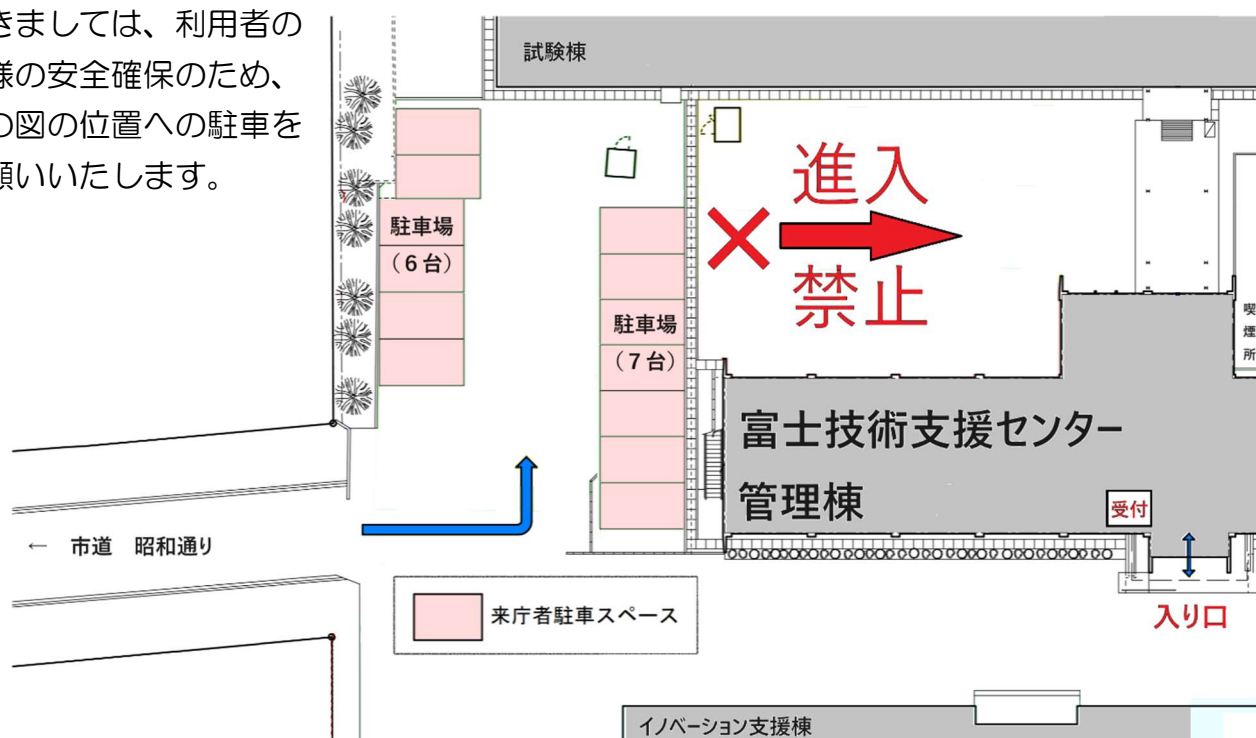 きましては、利用者の
様の安全確保のため、
の図の位置への駐車を
願いいたします。
試験棟
進入
禁止
駐車場
（６台）
駐車場
（７台）
喫
煙
所
富士技術支援センター
管理棟
受付
← 市道 昭和通り
来庁者駐車スペース
入り口
イノベーション支援棟